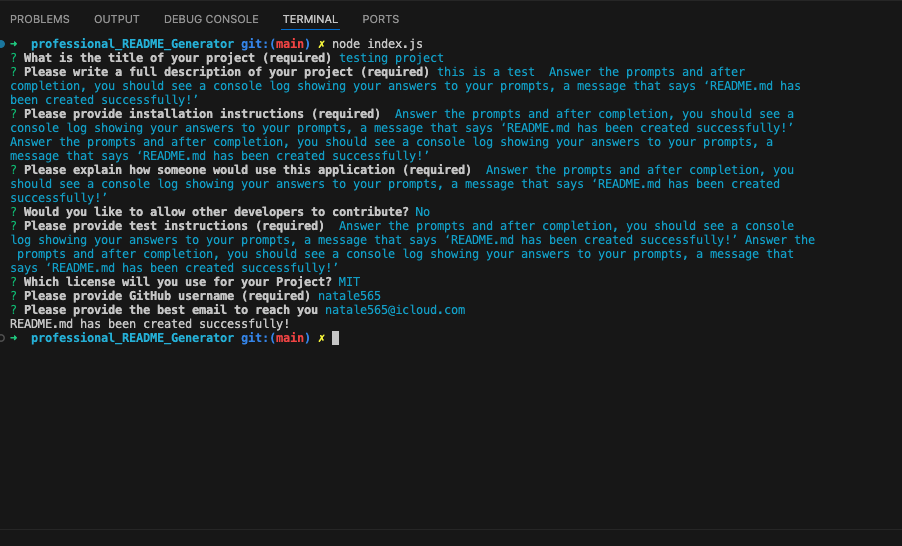 PROBLEMS OUTPUT DEBUG CONSOLE TERMINAL PORTS
➜ professional_README_Generator git:(main) ✗ node index.js
? What is the title of your project (required) testing project
? Please write a full description of your project (required) this is a test  Answer the prompts and after
completion, you should see a console log showing your answers to your prompts, a message that says ‘README.md has
been created successfully!’
? Please provide installation instructions (required)  Answer the prompts and after completion, you should see a
console log showing your answers to your prompts, a message that says ‘README.md has been created successfully!’
Answer the prompts and after completion, you should see a console log showing your answers to your prompts, a
message that says ‘README.md has been created successfully!’
? Please explain how someone would use this application (required)  Answer the prompts and after completion, you
should see a console log showing your answers to your prompts, a message that says ‘README.md has been created
successfully!’
? Would you like to allow other developers to contribute? No
? Please provide test instructions (required)  Answer the prompts and after completion, you should see a console
log showing your answers to your prompts, a message that says ‘README.md has been created successfully!’ Answer the
prompts and after completion, you should see a console log showing your answers to your prompts, a message that
says ‘README.md has been created successfully!’
? Which license will you use for your Project? MIT
? Please provide GitHub username (required) natale565
? Please provide the best email to reach you natale565@icloud.com
README.md has been created successfully!
➜ professional_README_Generator git:(main) ✗